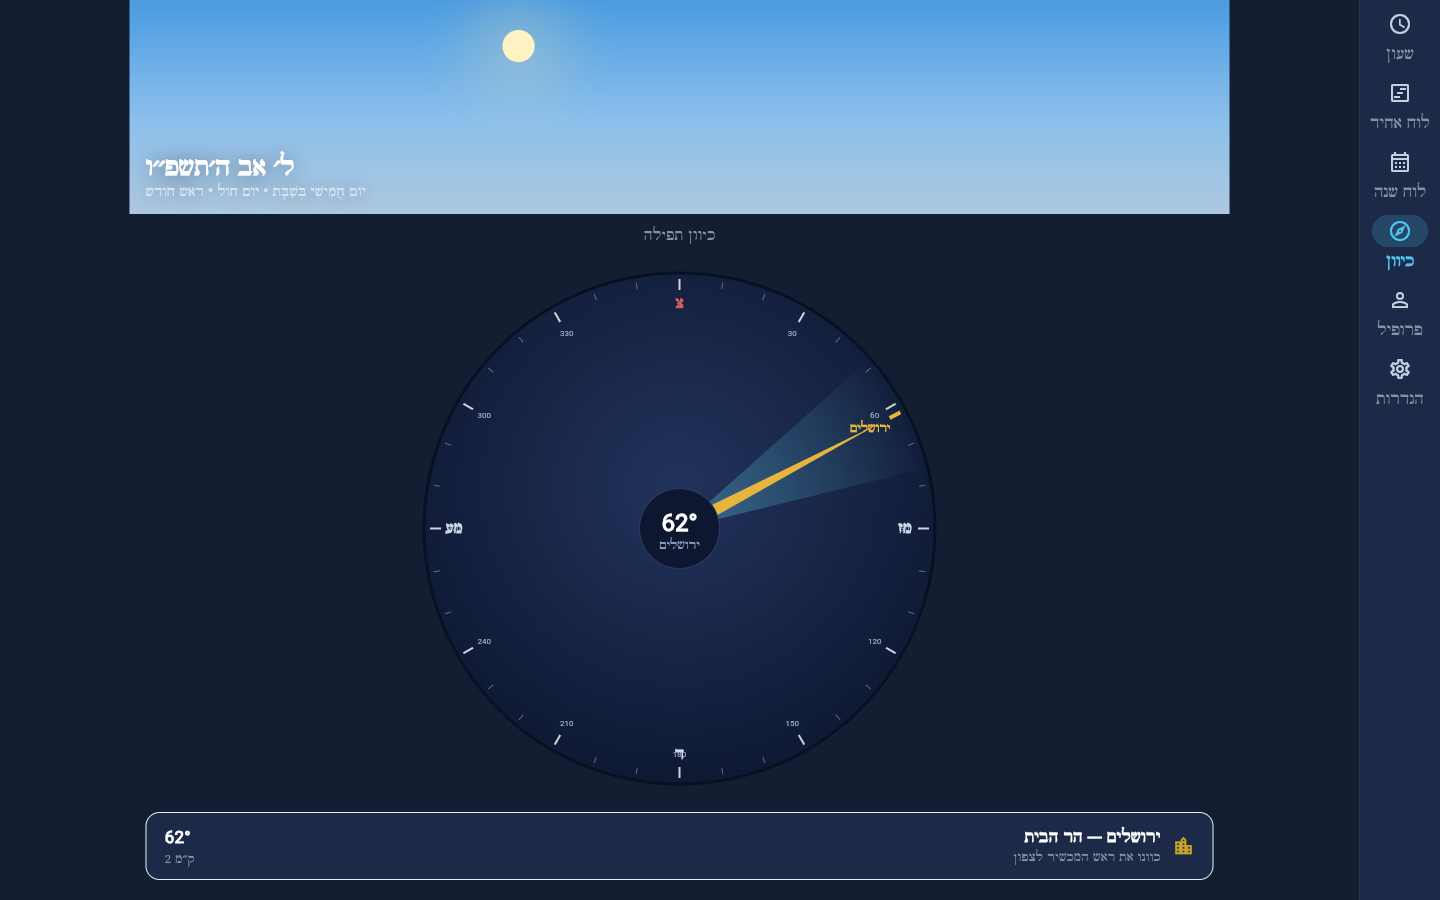 שעון
לוח אחיד
לוח שנה
כיוון
פרופיל
הגדרות
ל׳ אב ה׳תשפ״ו
יוֹם חֲמִישִׁי בְּשַׁבָּת • יום חול • ראש חודש
כיוון תפילה
צ
330
30
300
60
ירושלים
מע
מז
62°
ירושלים
240
120
210
150
ד
180
ירושלים — הר הבית
62°
כוונו את ראש המכשיר לצפון
2 ק״מ